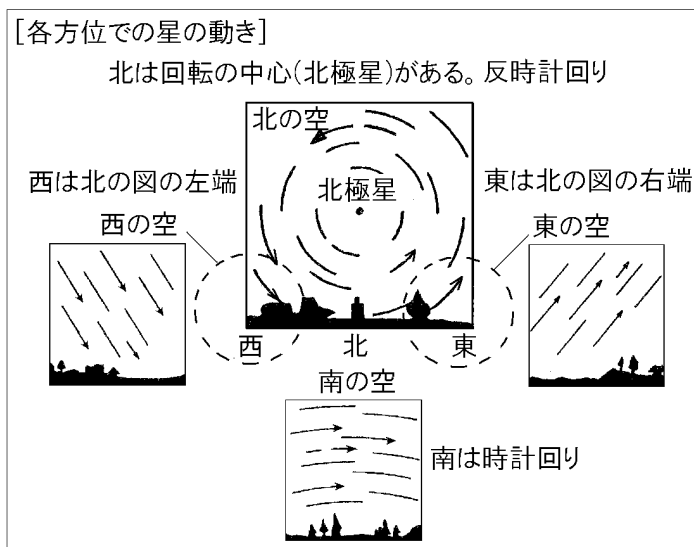 [各方位での星の動き]
北は回転の中心(北極星)がある。反時計回り
北の空
北極星
西は北の図の左端
西の空
東は北の図の右端
東の空
西
北
東
南の空
南は時計回り